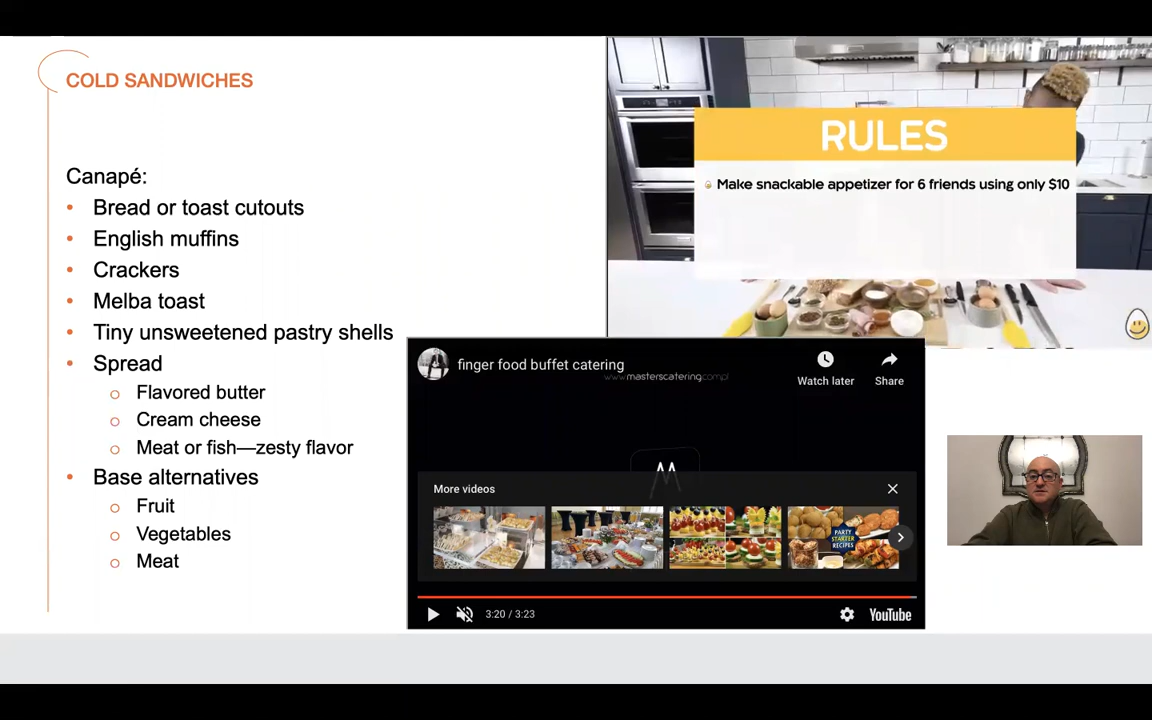 COLD SANDWICHES
Canapé:
• Bread or toast cutouts
• English muffins
• Crackers
• Melba toast
• Tiny unsweetened pastry shells
• Spread
o Flavored butter
o Cream cheese
o Meat or fish—zesty flavor
• Base alternatives
o Fruit
o Vegetables
o Meat
RULES
Make snackable appetizer for 6 friends using only $10
finger food buffet catering
www.masterscatering.com.pl
Watch later
Share
M
More videos
PARTY
STARTER
RECIPES
3:20 / 3:23
YouTube